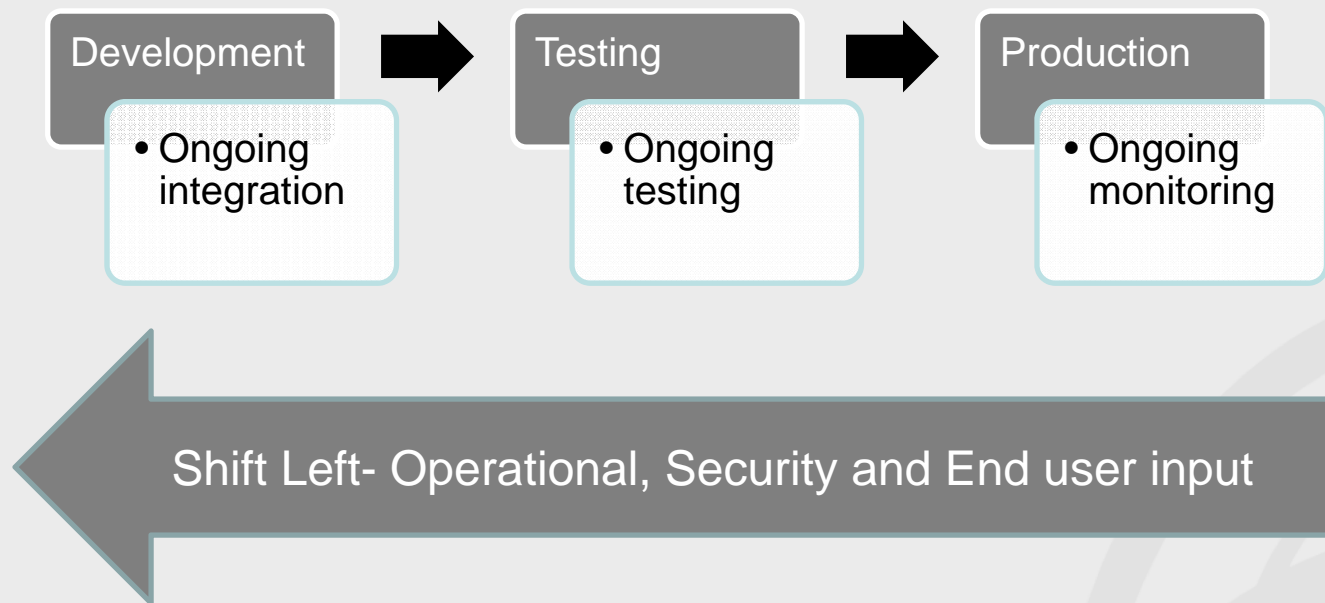 Development
Testing
Production
• Ongoing
integration
• Ongoing
testing
• Ongoing
monitoring
Shift Left- Operational, Security and End user input